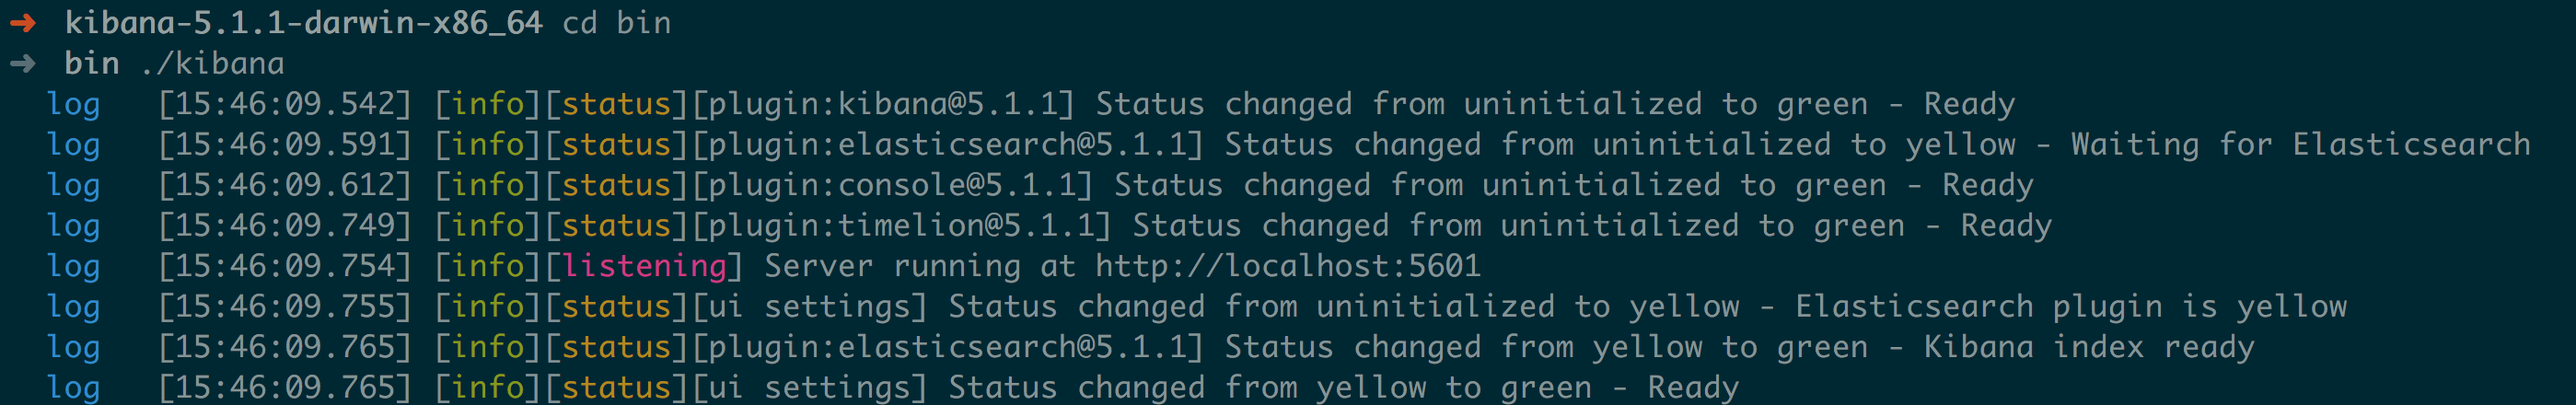 ➜ kibana-5.1.1-darwin-x86_64 cd bin
➜ bin ./kibana
log [15:46:09.542] [info][status][plugin:kibana@5.1.1] Status changed from uninitialized to green - Ready
log [15:46:09.591] [info][status][plugin:elasticsearch@5.1.1] Status changed from uninitialized to yellow - Waiting for Elasticsearch
log [15:46:09.612] [info][status][plugin:console@5.1.1] Status changed from uninitialized to green - Ready
log [15:46:09.749] [info][status][plugin:timelion@5.1.1] Status changed from uninitialized to green - Ready
log [15:46:09.754] [info][listening] Server running at http://localhost:5601
log [15:46:09.755] [info][status][ui settings] Status changed from uninitialized to yellow - Elasticsearch plugin is yellow
log [15:46:09.765] [info][status][plugin:elasticsearch@5.1.1] Status changed from yellow to green - Kibana index ready
log [15:46:09.765] [info][status][ui settings] Status changed from yellow to green - Ready